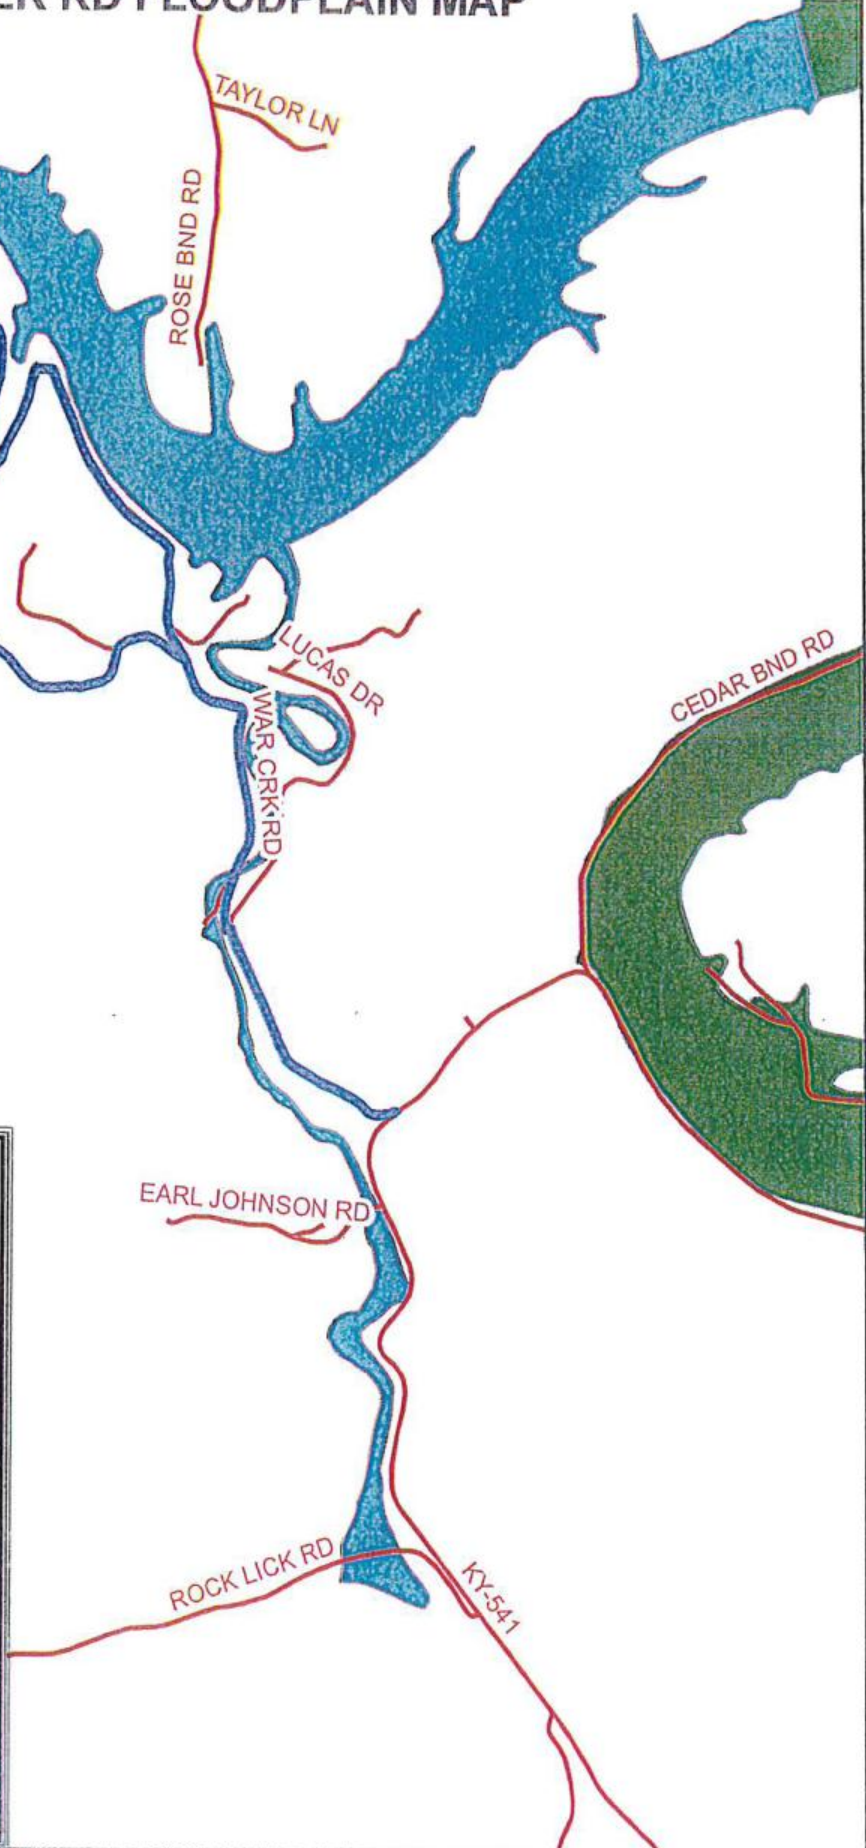 RD FLOODPLAIN MAP
TAYLOR LN
ROSE BND RD
LUCAS DR
WAR CRK RD
CEDAR BND RD
EARL JOHNSON RD
ROCK LICK RD
KY-541